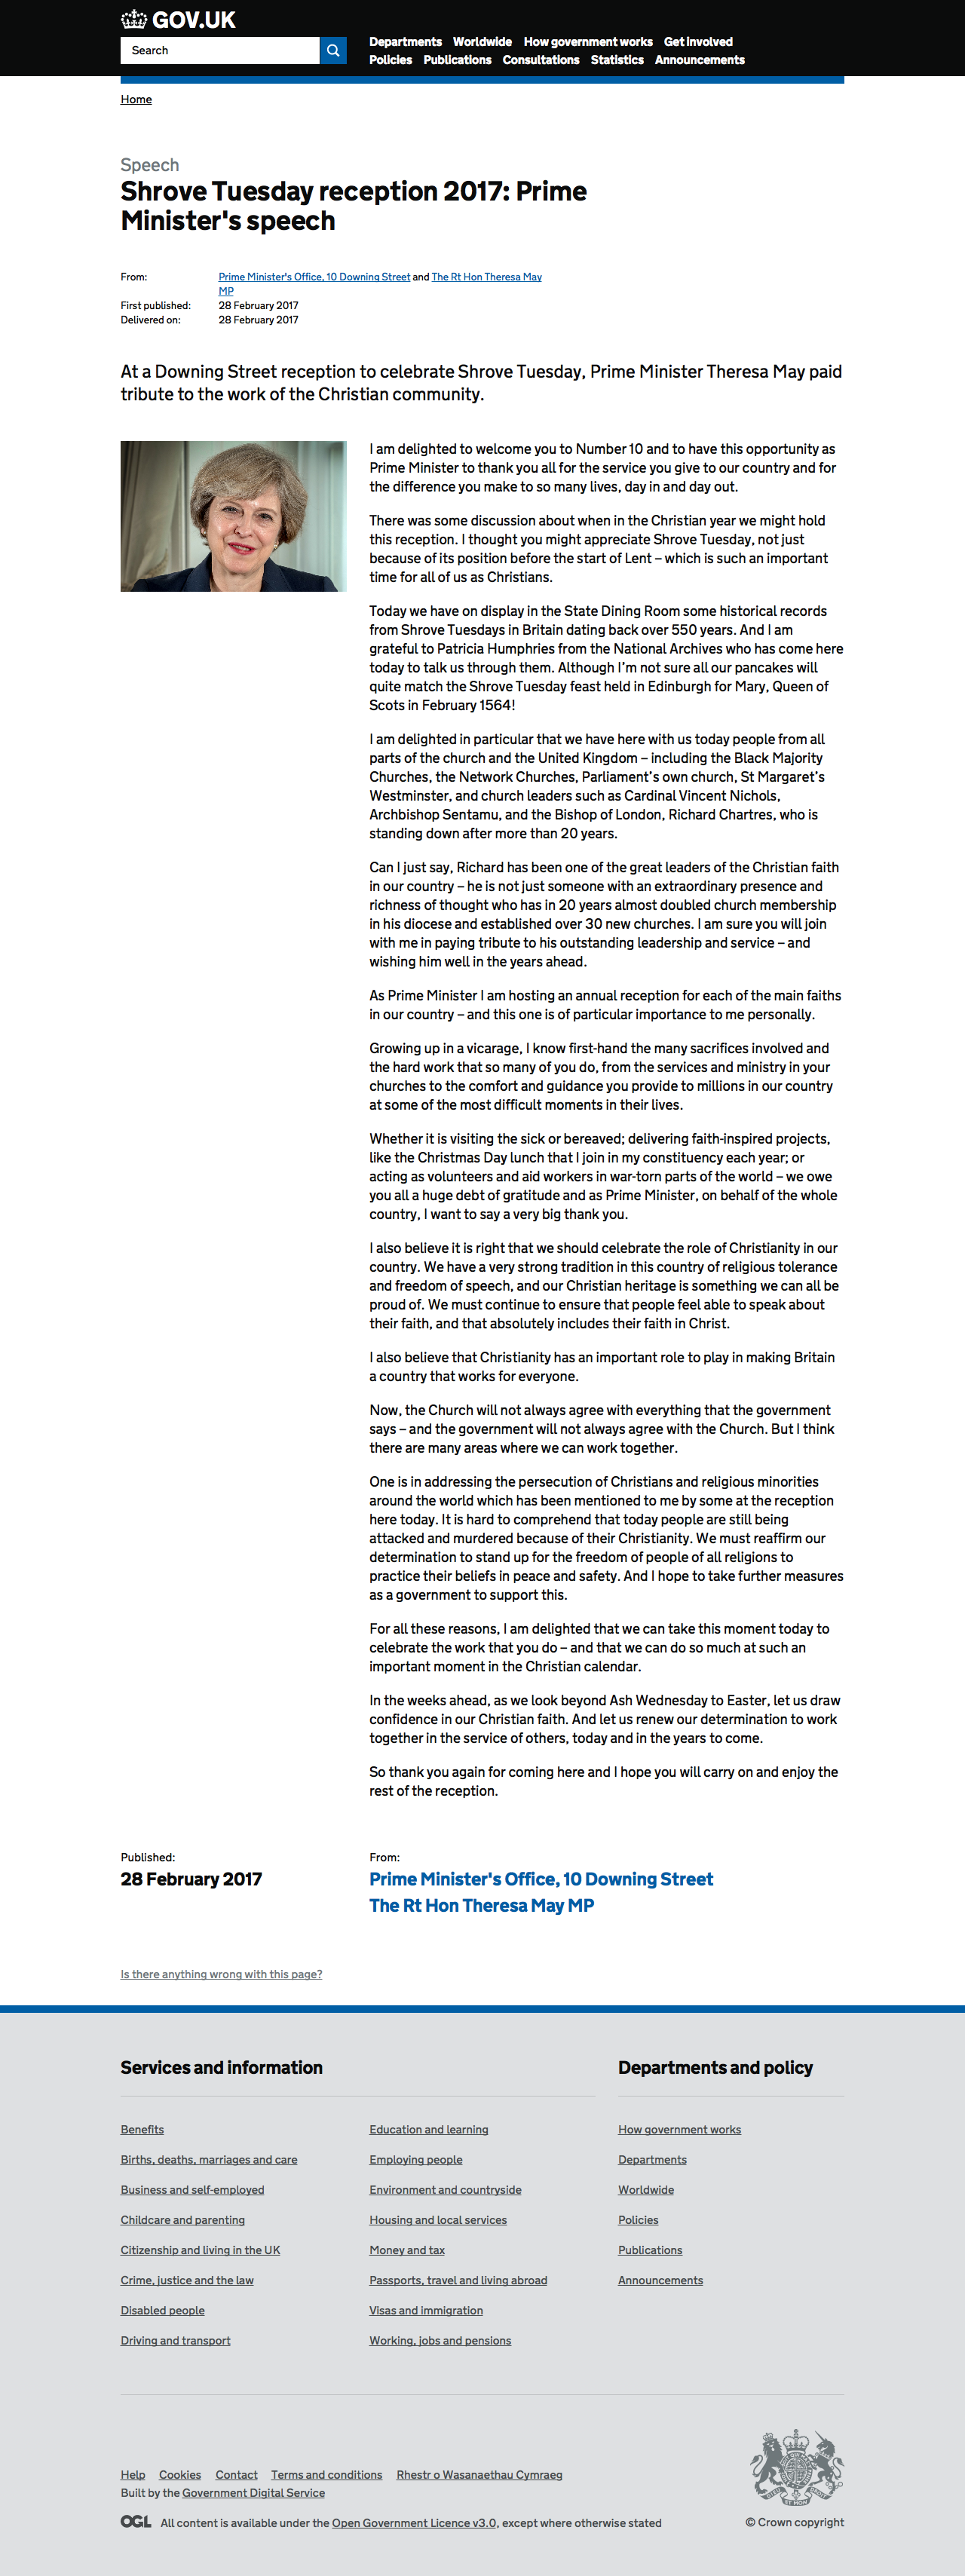 GOV.UK
Search
Departments Worldwide How government works Get involved
Policies Publications Consultations Statistics Announcements
Home
Speech
Shrove Tuesday reception 2017: Prime
Minister's speech
From: Prime Minister's Office, 10 Downing Street and The Rt Hon Theresa May
MP
First published: 28 February 2017
Delivered on: 28 February 2017
At a Downing Street reception to celebrate Shrove Tuesday, Prime Minister Theresa May paid
tribute to the work of the Christian community.
I am delighted to welcome you to Number 10 and to have this opportunity as
Prime Minister to thank you all for the service you give to our country and for
the difference you make to so many lives, day in and day out.
There was some discussion about when in the Christian year we might hold
this reception. I thought you might appreciate Shrove Tuesday, not just
because of its position before the start of Lent – which is such an important
time for all of us as Christians.
Today we have on display in the State Dining Room some historical records
from Shrove Tuesdays in Britain dating back over 550 years. And I am
grateful to Patricia Humphries from the National Archives who has come here
today to talk us through them. Although I'm not sure all our pancakes will
quite match the Shrove Tuesday feast held in Edinburgh for Mary, Queen of
Scots in February 1564!
I am delighted in particular that we have here with us today people from all
parts of the church and the United Kingdom – including the Black Majority
Churches, the Network Churches, Parliament's own church, St Margaret's
Westminster, and church leaders such as Cardinal Vincent Nichols,
Archbishop Sentamu, and the Bishop of London, Richard Chartres, who is
standing down after more than 20 years.
Can I just say, Richard has been one of the great leaders of the Christian faith
in our country – he is not just someone with an extraordinary presence and
richness of thought who has in 20 years almost doubled church membership
in his diocese and established over 30 new churches. I am sure you will join
with me in paying tribute to his outstanding leadership and service – and
wishing him well in the years ahead.
As Prime Minister I am hosting an annual reception for each of the main faiths
in our country – and this one is of particular importance to me personally.
Growing up in a vicarage, I know first-hand the many sacrifices involved and
the hard work that so many of you do, from the services and ministry in your
churches to the comfort and guidance you provide to millions in our country
at some of the most difficult moments in their lives.
Whether it is visiting the sick or bereaved; delivering faith-inspired projects,
like the Christmas Day lunch that I join in my constituency each year; or
acting as volunteers and aid workers in war-torn parts of the world – we owe
you all a huge debt of gratitude and as Prime Minister, on behalf of the whole
country, I want to say a very big thank you.
I also believe it is right that we should celebrate the role of Christianity in our
country. We have a very strong tradition in this country of religious tolerance
and freedom of speech, and our Christian heritage is something we can all be
proud of. We must continue to ensure that people feel able to speak about
their faith, and that absolutely includes their faith in Christ.
I also believe that Christianity has an important role to play in making Britain
a country that works for everyone.
Now, the Church will not always agree with everything that the government
says – and the government will not always agree with the Church. But I think
there are many areas where we can work together.
One is in addressing the persecution of Christians and religious minorities
around the world which has been mentioned to me by some at the reception
here today. It is hard to comprehend that today people are still being
attacked and murdered because of their Christianity. We must reaffirm our
determination to stand up for the freedom of people of all religions to
practice their beliefs in peace and safety. And I hope to take further measures
as a government to support this.
For all these reasons, I am delighted that we can take this moment today to
celebrate the work that you do – and that we can do so much at such an
important moment in the Christian calendar.
In the weeks ahead, as we look beyond Ash Wednesday to Easter, let us draw
confidence in our Christian faith. And let us renew our determination to work
together in the service of others, today and in the years to come.
So thank you again for coming here and I hope you will carry on and enjoy the
rest of the reception.
Published:
28 February 2017
From:
Prime Minister's Office, 10 Downing Street
The Rt Hon Theresa May MP
Is there anything wrong with this page?
Services and information
Benefits
Births, deaths, marriages and care
Business and self-employed
Childcare and parenting
Citizenship and living in the UK
Crime, justice and the law
Disabled people
Driving and transport
Education and learning
Employing people
Environment and countryside
Housing and local services
Money and tax
Passports, travel and living abroad
Visas and immigration
Working, jobs and pensions
Departments and policy
How government works
Departments
Worldwide
Policies
Publications
Announcements
Help Cookies Contact Terms and conditions Rhestr o Wasanaethau Cymraeg
Built by the Government Digital Service
OGL All content is available under the Open Government Licence v3.0, except where otherwise stated
© Crown copyright